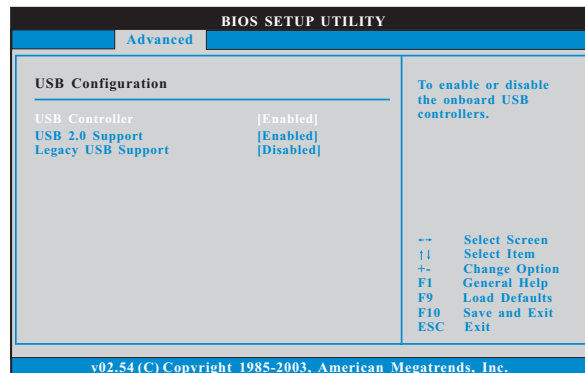 BIOS SETUP UTILITY
Advanced
USB Configuration
USB Controller [Enabled]
USB 2.0 Support [Enabled]
Legacy USB Support [Disabled]
To enable or disable
the onboard USB
controllers.
←→ Select Screen
↑↓ Select Item
+- Change Option
F1 General Help
F9 Load Defaults
F10 Save and Exit
ESC Exit
v02.54 (C) Copyright 1985-2003, American Megatrends, Inc.